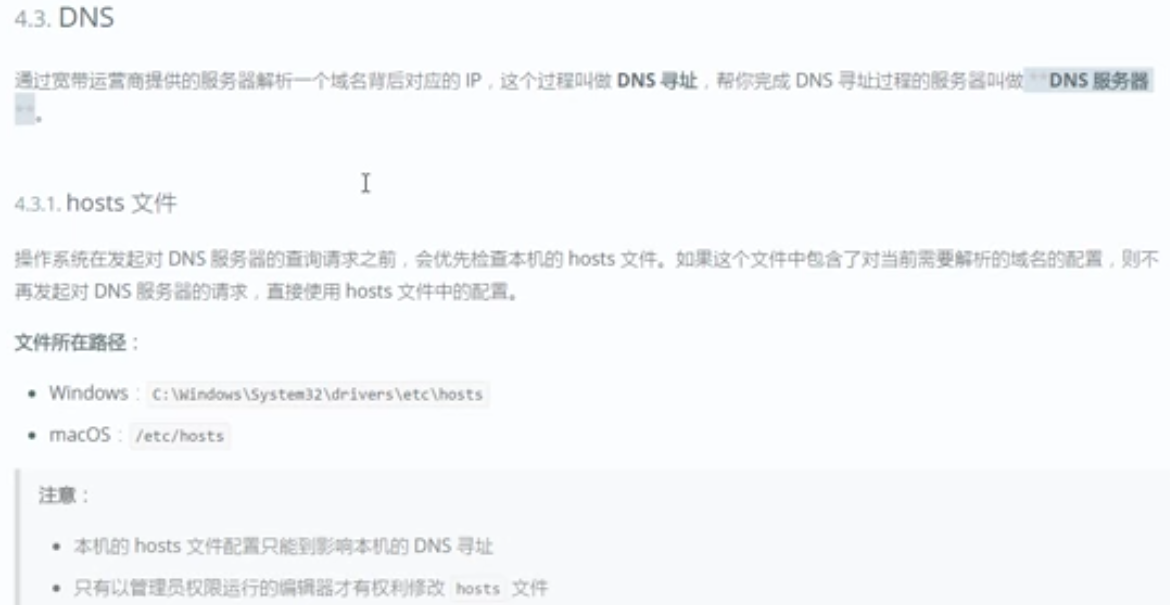 4.3. DNS
通过宽带运营商提供的服务器解析一个域名背后对应的 IP，这个过程叫做 DNS 寻址，帮你完成 DNS 寻址过程的服务器叫做 **DNS 服务器
**。
4.3.1. hosts 文件
操作系统在发起对 DNS 服务器的查询请求之前，会优先检查本机的 hosts 文件。如果这个文件中包含了对当前需要解析的域名的配置，则不
再发起对 DNS 服务器的请求，直接使用 hosts 文件中的配置。
文件所在路径：
• Windows：C:\Windows\System32\drivers\etc\hosts
• macOS：/etc/hosts
注意：
• 本机的 hosts 文件配置只能到影响本机的 DNS 寻址
• 只有以管理员权限运行的编辑器才有权利修改 hosts 文件